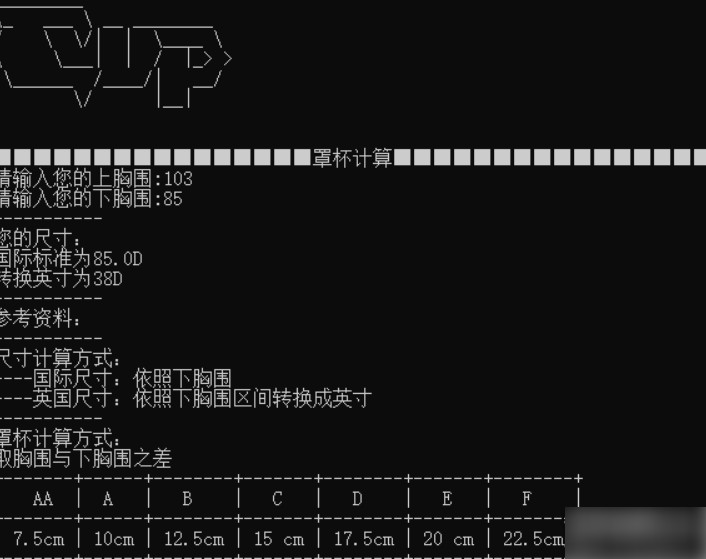 CUP
罩杯计算
请输入您的上胸围:103
请输入您的下胸围:85
您的尺寸:
国际标准为85.0D
转换英寸为38D
参考资料:
尺寸计算方式:
----国际尺寸: 依照下胸围
----英国尺寸: 依照下胸围区间转换成英寸
罩杯计算方式:
取胸围与下胸围之差
AA | A | B | C | D | E | F
7.5cm | 10cm | 12.5cm | 15 cm | 17.5cm | 20 cm | 22.5cm